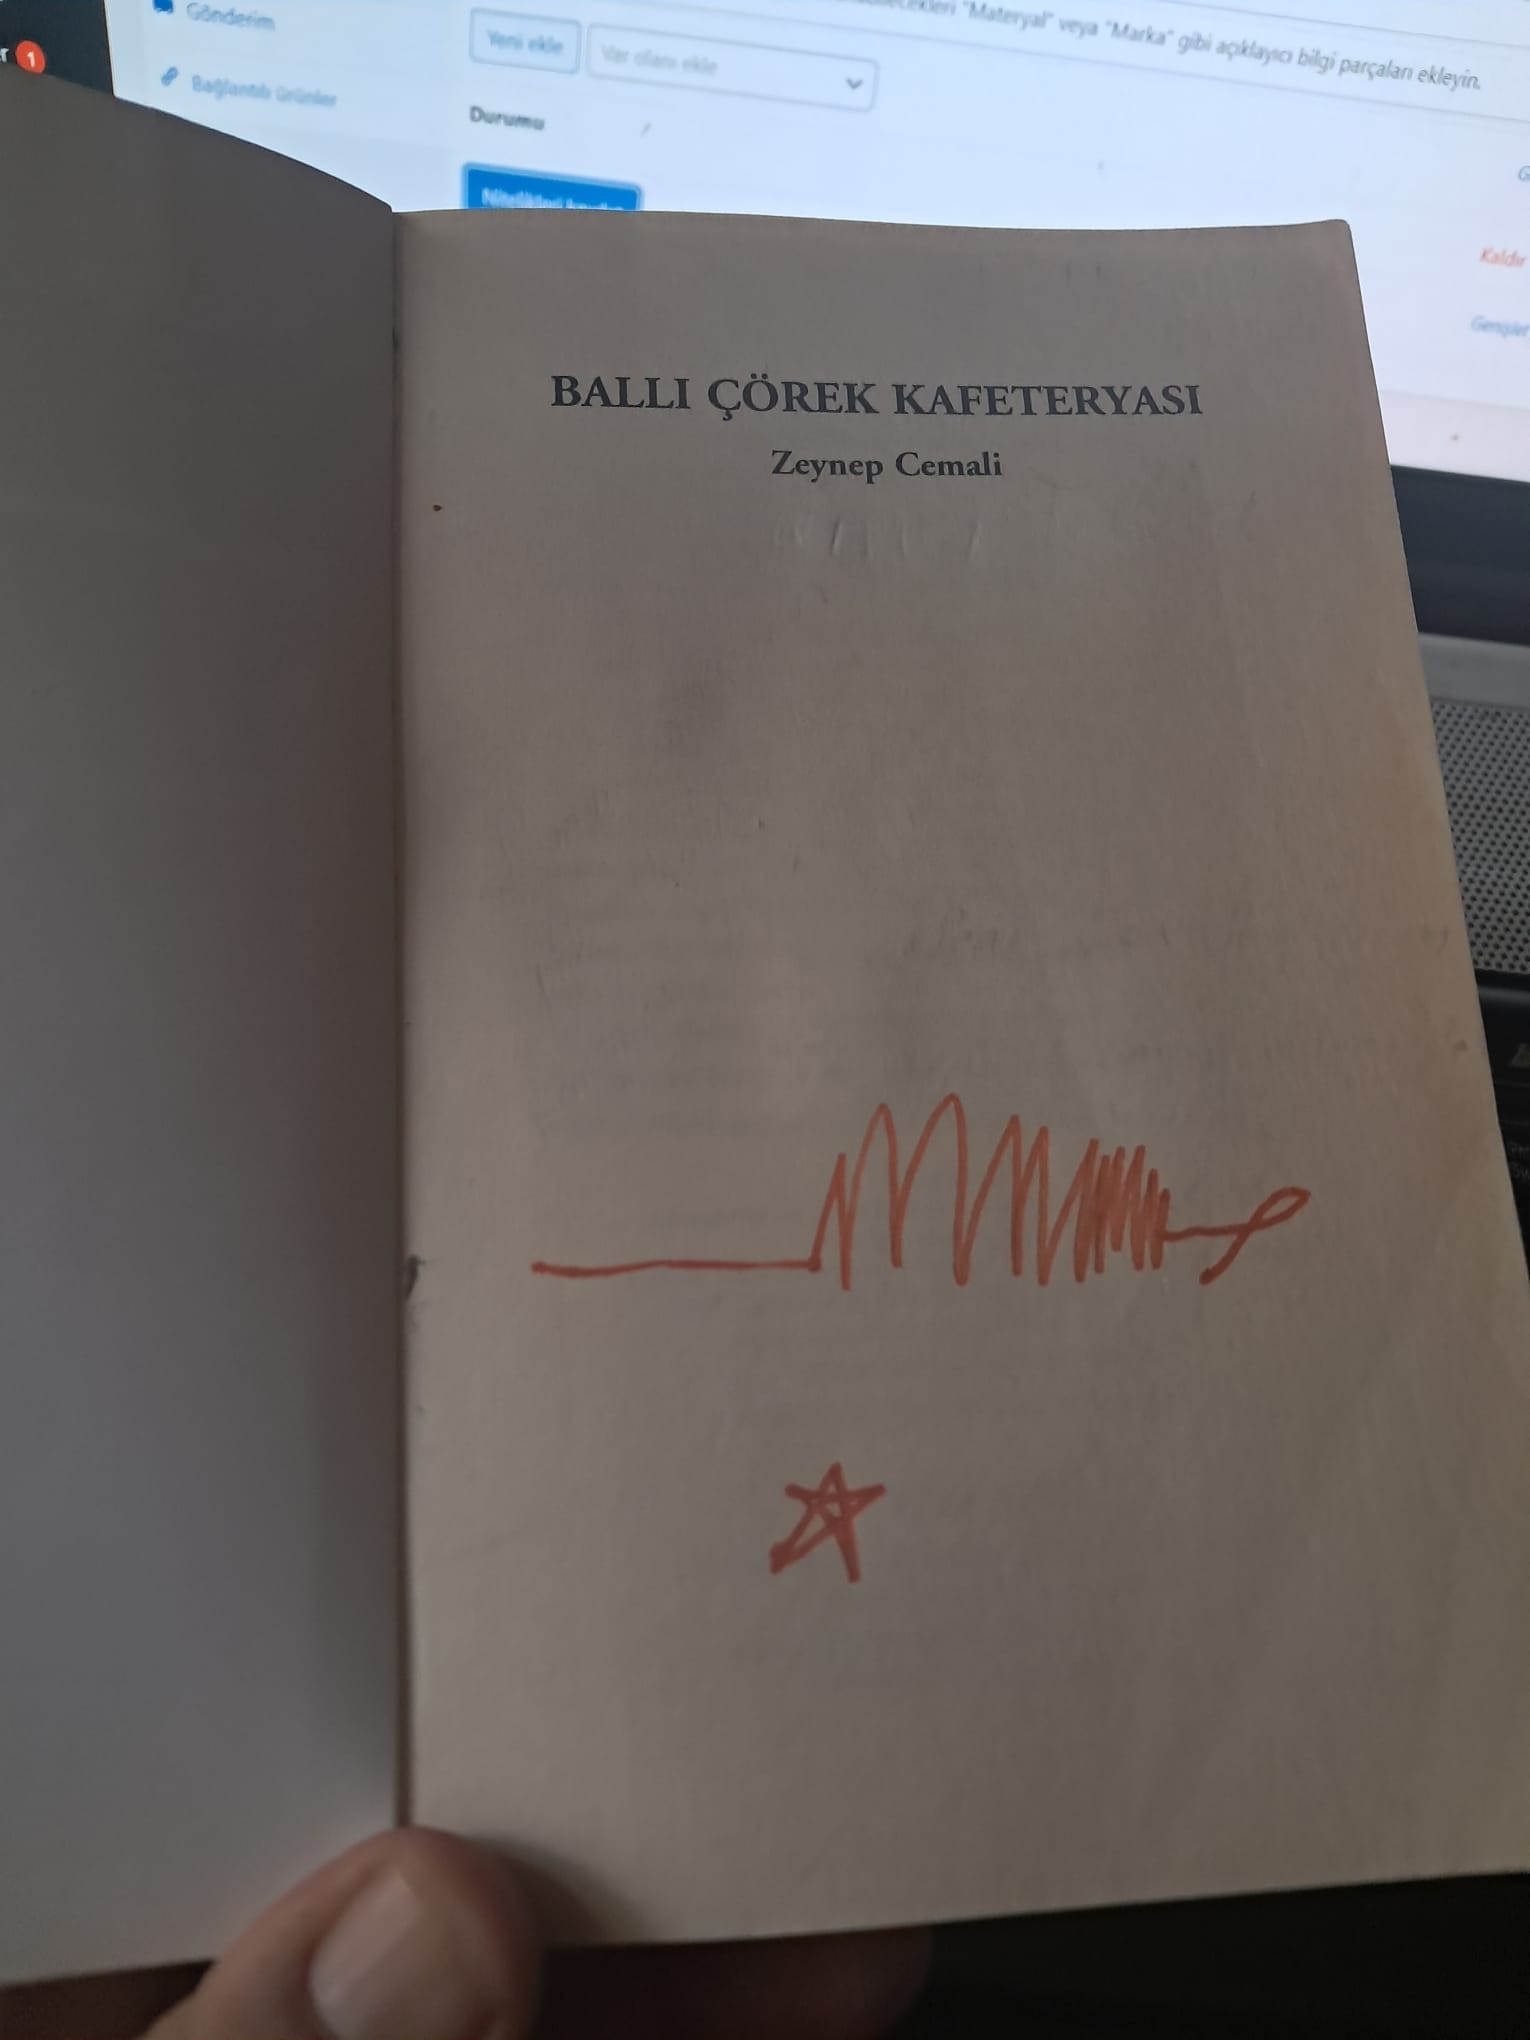 1
Gönderim
Bağlantılı ürünler
"Materyal" veya "Marka" gibi açıklayıcı bilgi parçaları ekleyin.
Yeni ekle
Var olanı ekle
Durumu
Kaldır
BALLI ÇÖREK KAFETERYASI
Zeynep Cemali